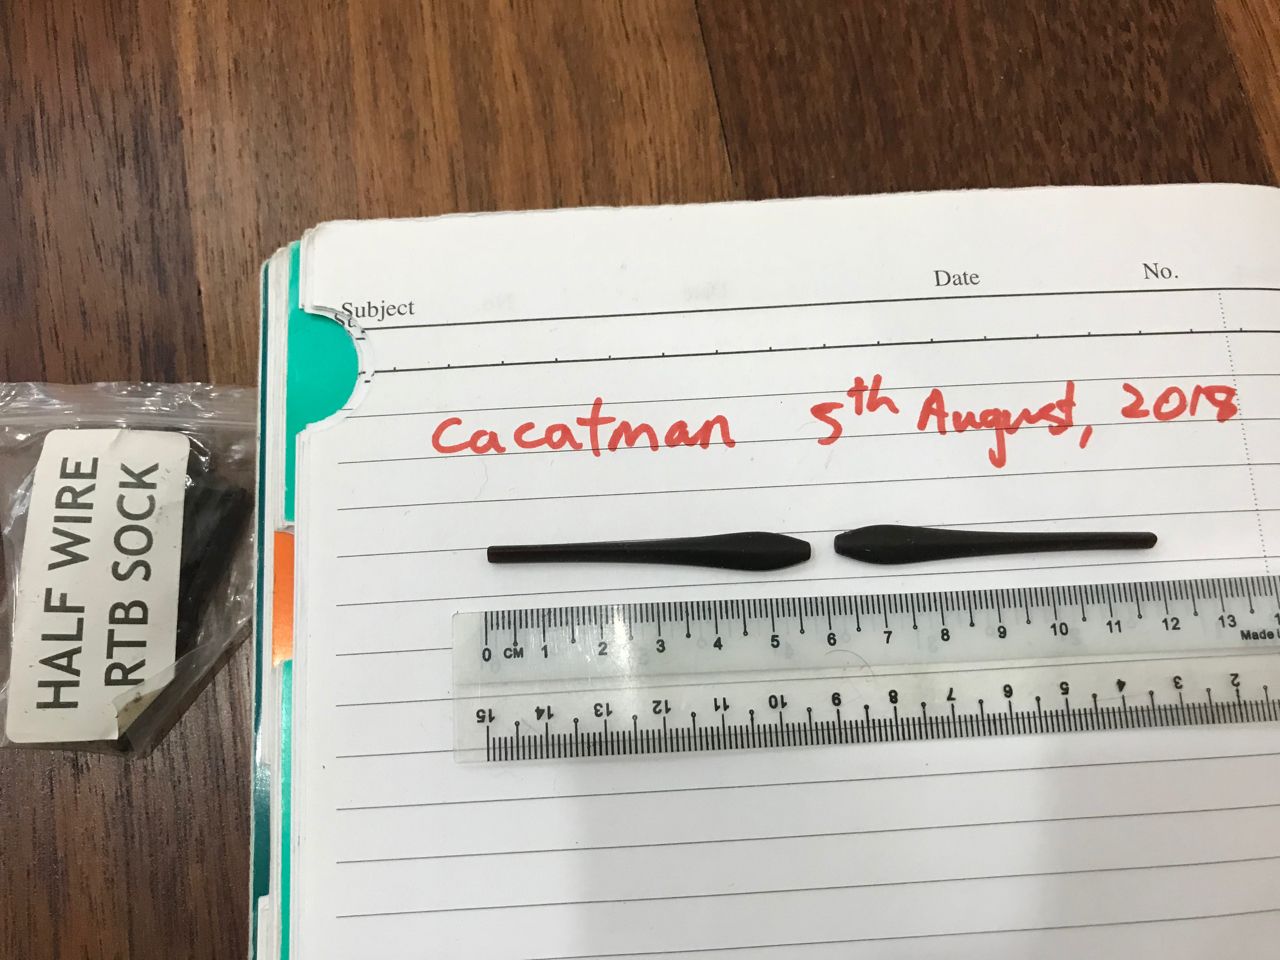 Subject
Date No.
cacatman 5th August, 2018
HALF WIRE
RTB SOCK
0 CM 1 2 3 4 5 6 7 8 9 10 11 12 13
Made
15 14 13 12 11 10 9 8 7 6 5 4 3 2